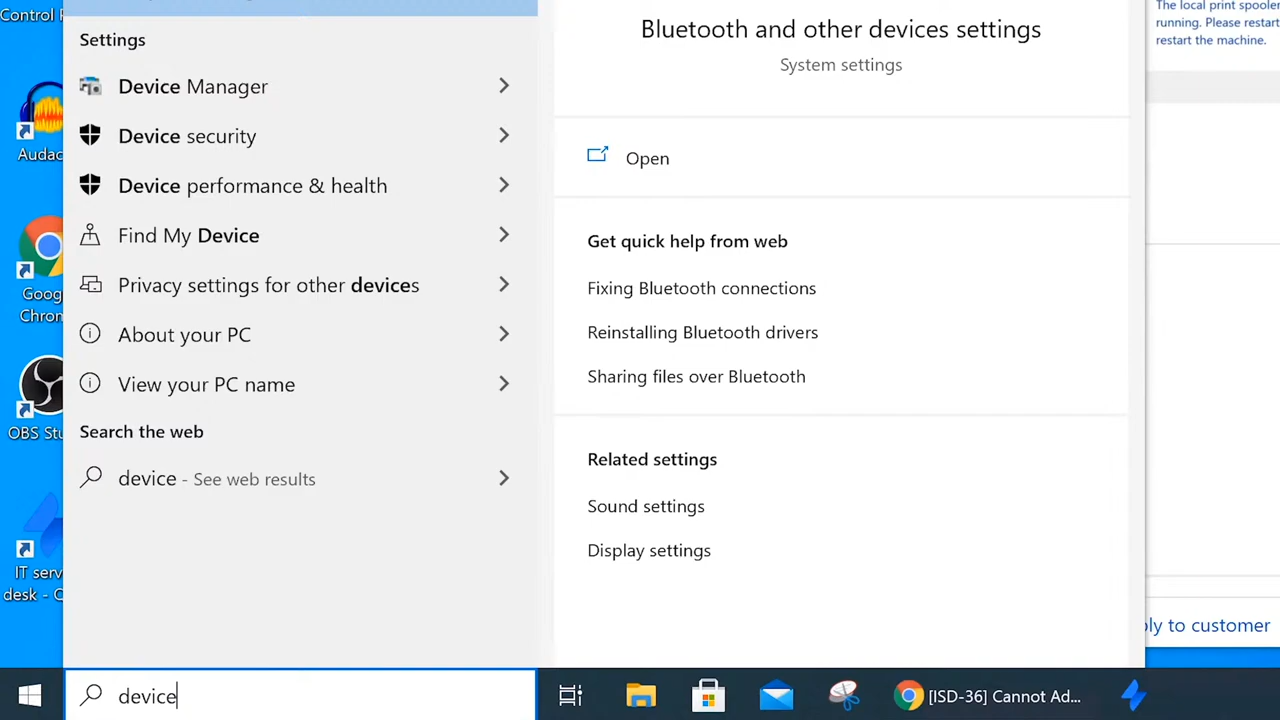 Control P
The local print spooler
running. Please restart
restart the machine.
Settings
Device Manager
Device security
Device performance & health
Find My Device
Privacy settings for other devices
About your PC
View your PC name
Search the web
device - See web results
Bluetooth and other devices settings
System settings
Open
Get quick help from web
Fixing Bluetooth connections
Reinstalling Bluetooth drivers
Sharing files over Bluetooth
Related settings
Sound settings
Display settings
Audac
Goog
Chron
OBS Stu
IT serv
desk - C
ply to customer
device
[ISD-36] Cannot Ad...